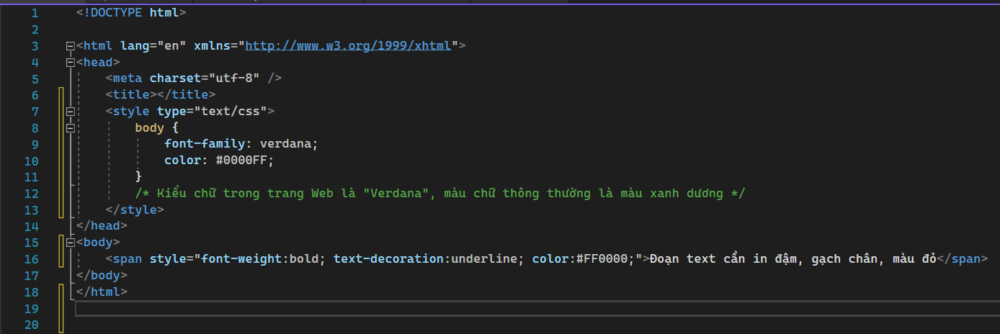 1 <!DOCTYPE html>
2
3 <html lang="en" xmlns="http://www.w3.org/1999/xhtml">
4 <head>
5     <meta charset="utf-8" />
6     <title></title>
7     <style type="text/css">
8         body {
9             font-family: verdana;
10             color: #0000FF;
11         }
12         /* Kiểu chữ trong trang Web là "Verdana", màu chữ thông thường là màu xanh dương */
13     </style>
14 </head>
15 <body>
16     <span style="font-weight:bold; text-decoration:underline; color:#FF0000;">Đoạn text cần in đậm, gạch chân, màu đỏ</span>
17 </body>
18 </html>
19
20